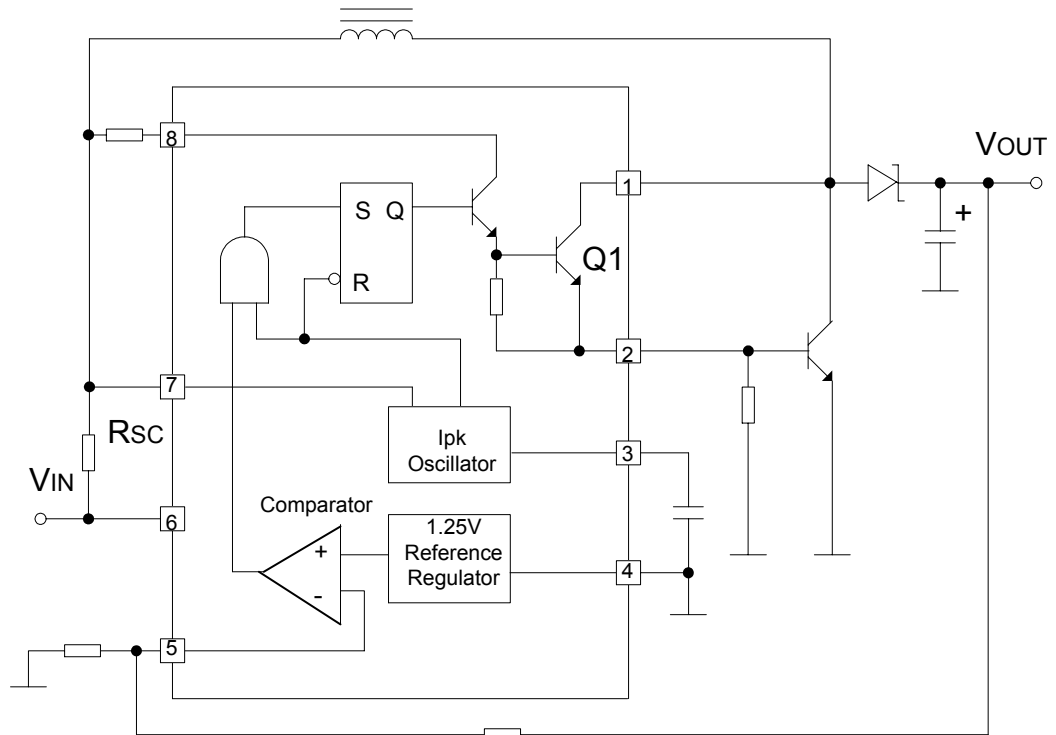 8
1
VOUT
S Q
+
R
Q1
2
7
RSC
Ipk
Oscillator
3
VIN
Comparator
6
1.25V
Reference
Regulator
+
4
-
5